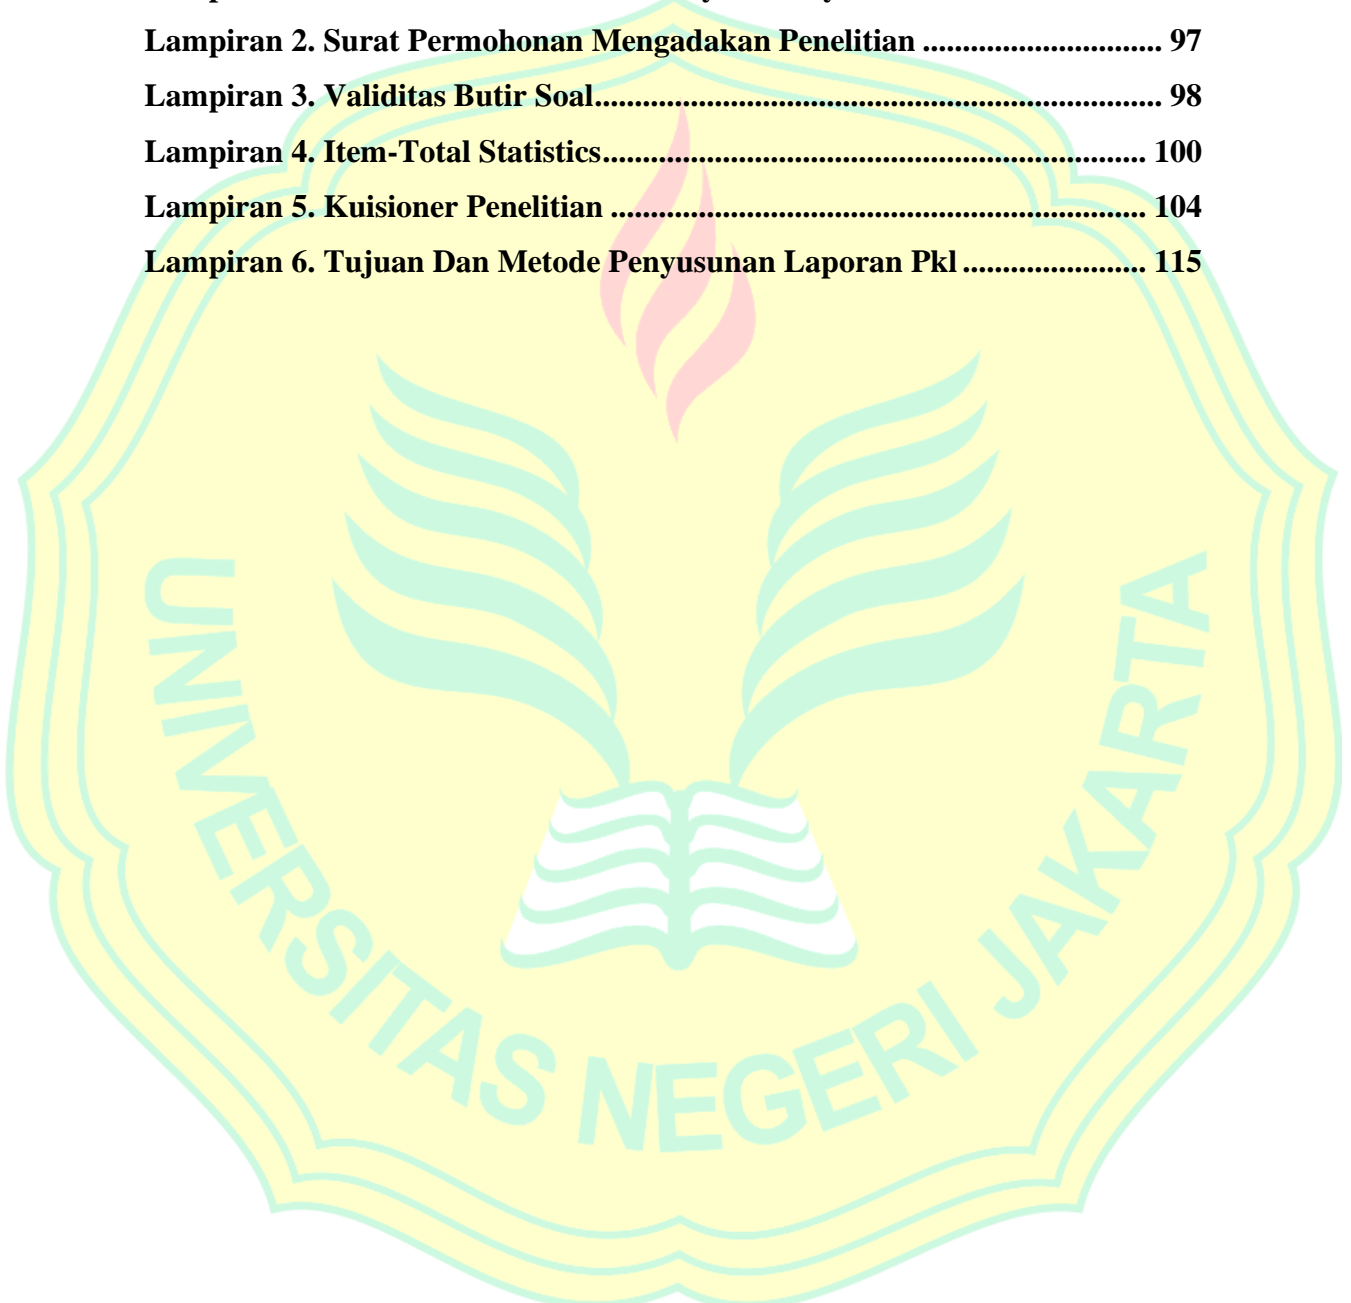 Lampiran 2. Surat Permohonan Mengadakan Penelitian .............................. 97
Lampiran 3. Validitas Butir Soal....................................................................... 98
Lampiran 4. Item-Total Statistics.................................................................... 100
Lampiran 5. Kuisioner Penelitian ................................................................... 104
Lampiran 6. Tujuan Dan Metode Penyusunan Laporan Pkl ....................... 115
UNIVERSITAS NEGERI JAKARTA